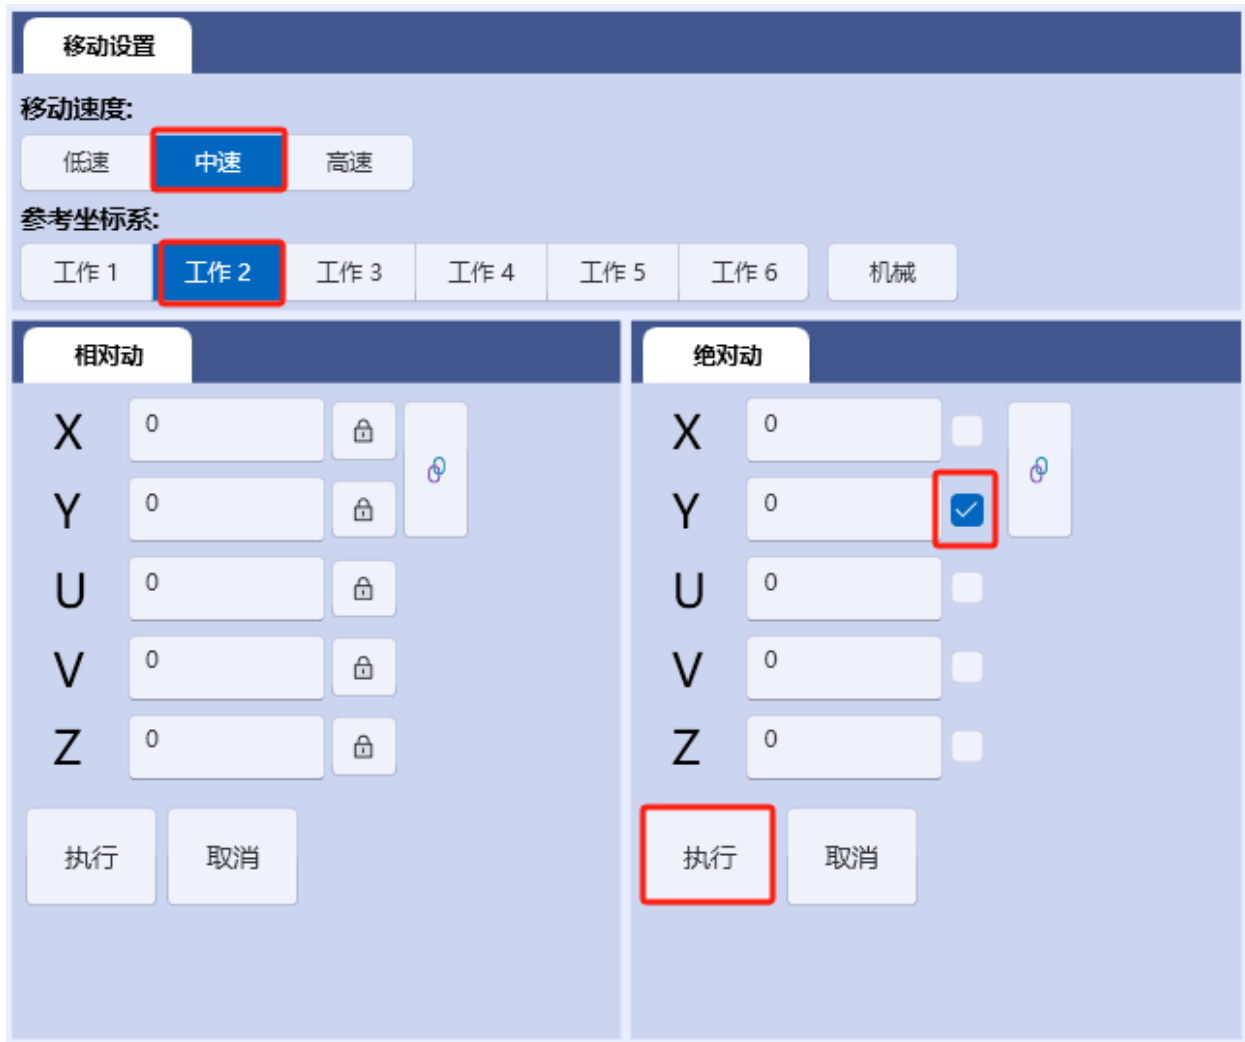 移动设置
移动速度:
低速 中速 高速
参考坐标系:
工作 1 工作 2 工作 3 工作 4 工作 5 工作 6 机械
相对动
X 0
Y 0
U 0
V 0
Z 0
执行 取消
绝对动
X 0
Y 0
U 0
V 0
Z 0
执行 取消